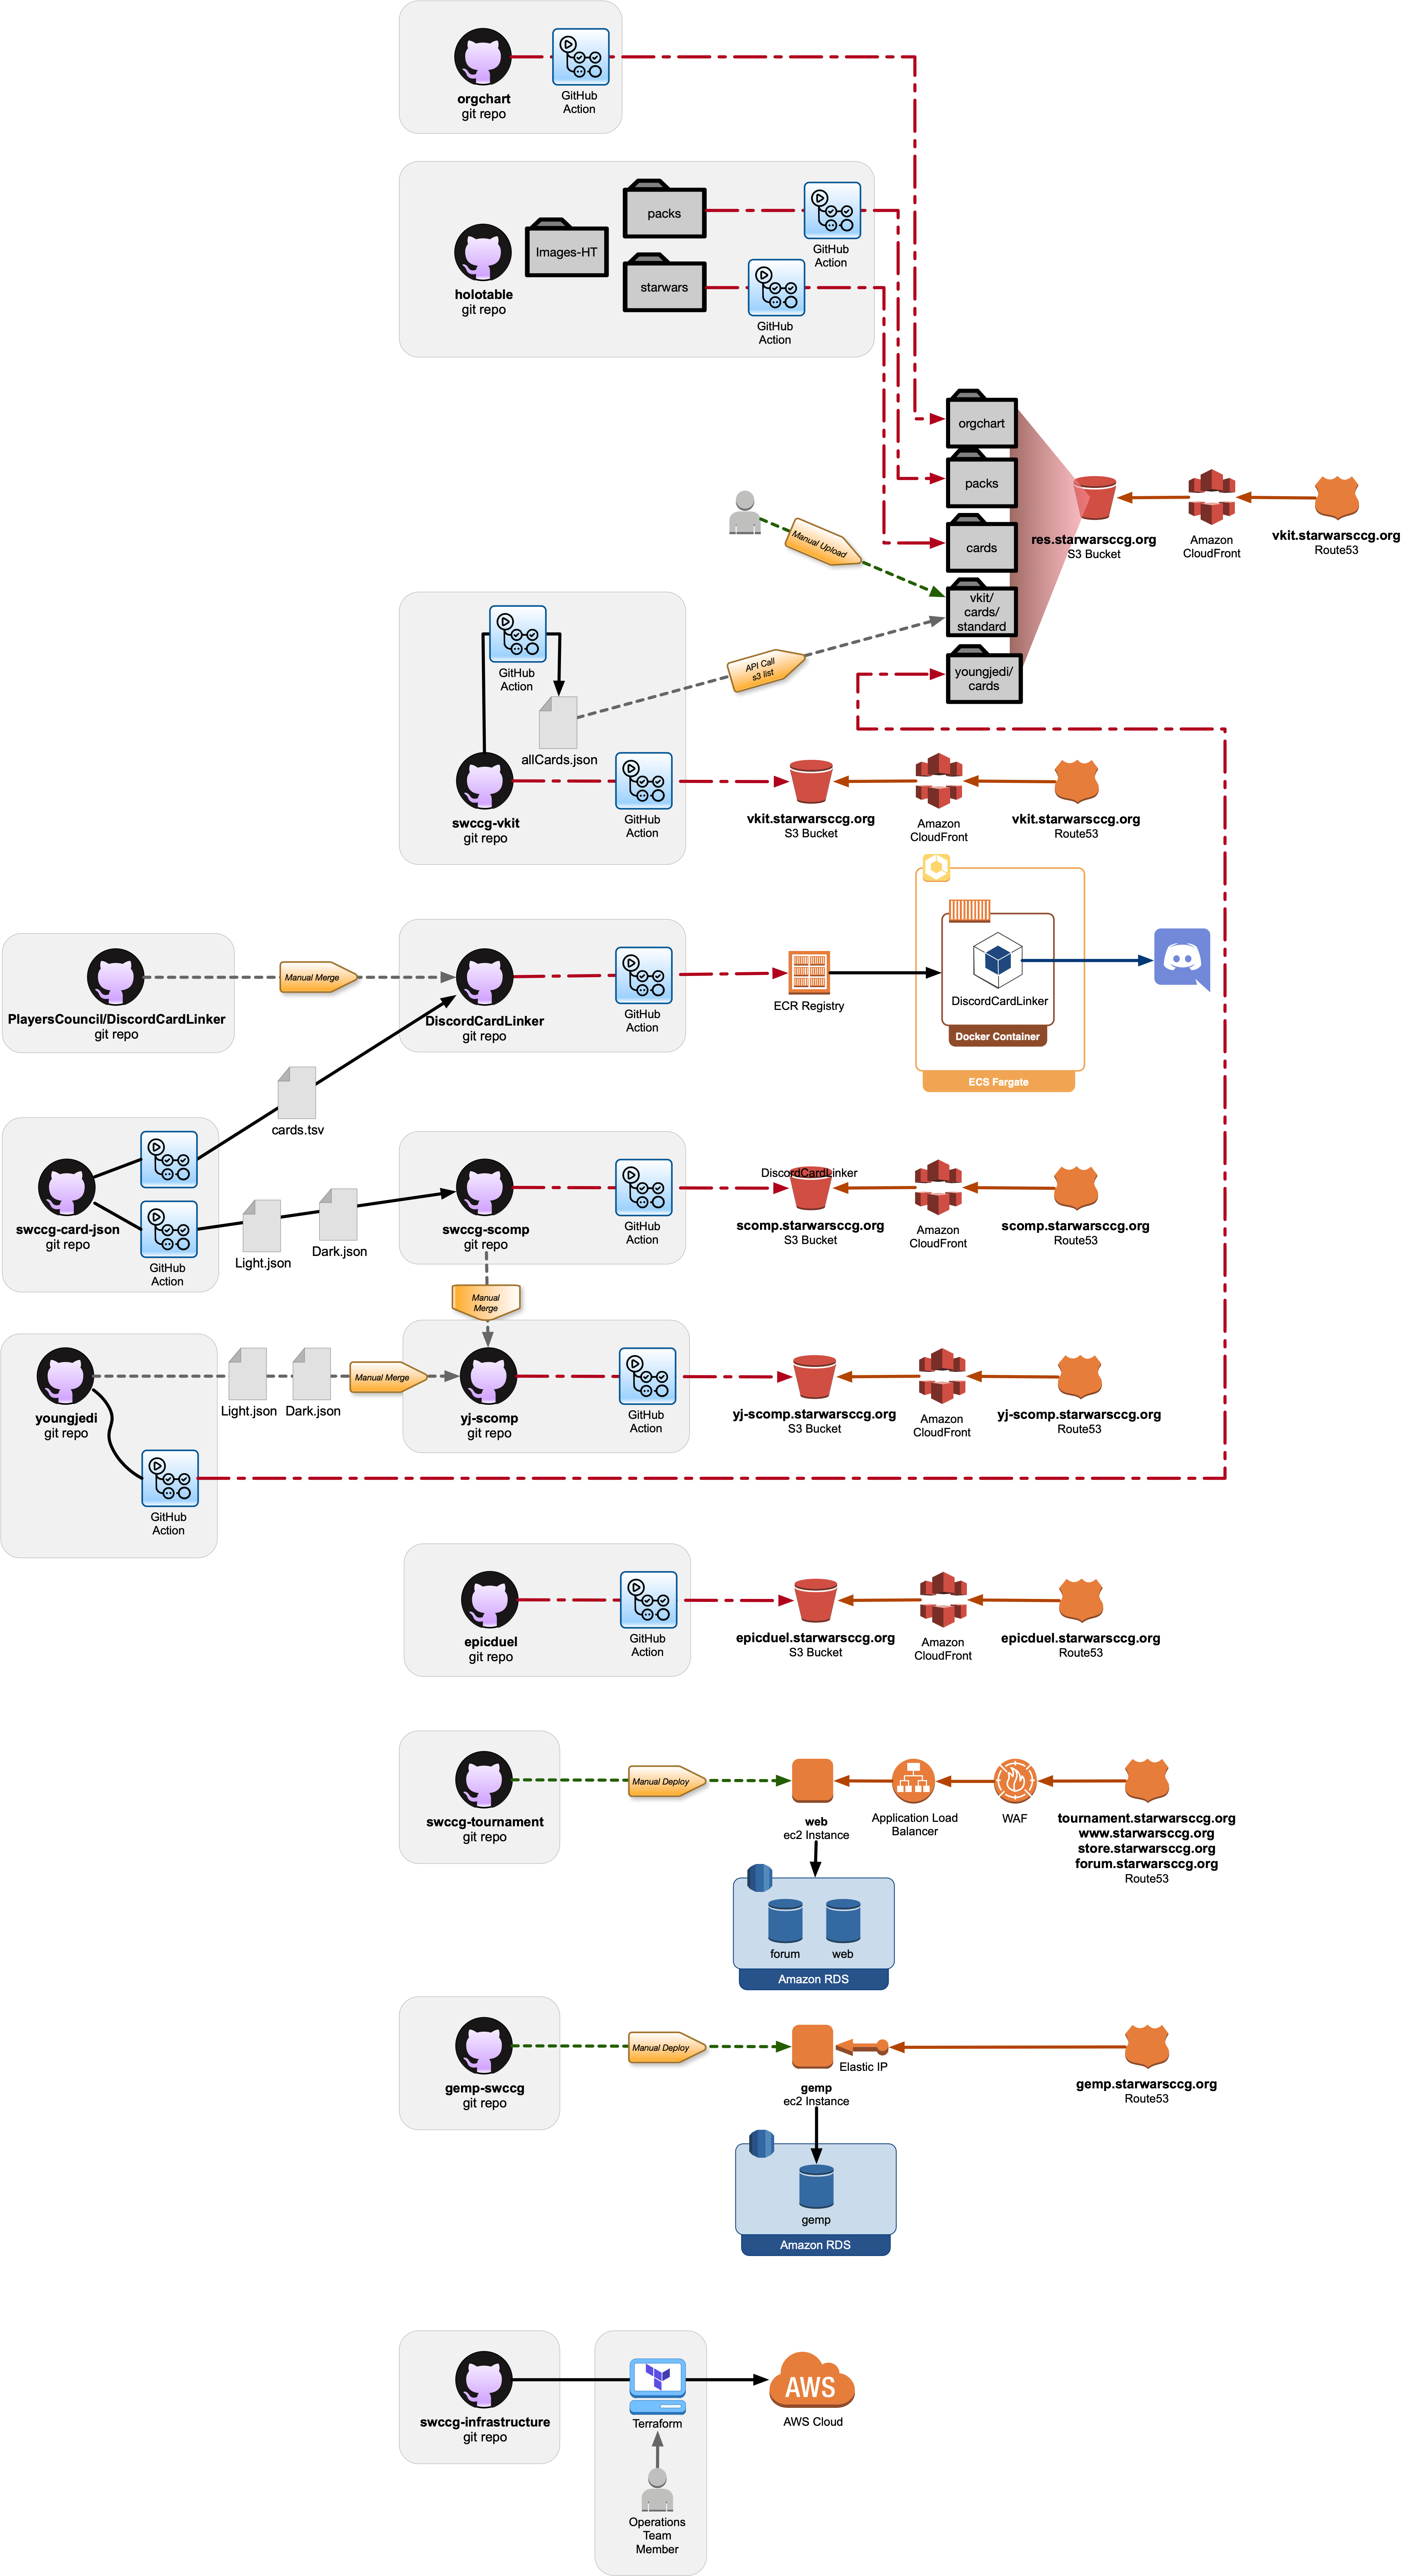 orgchart
git repo
GitHub
Action
holotable
git repo
Images-HT
packs
starwars
GitHub
Action
GitHub
Action
orgchart
packs
cards
vkit/
cards/
standard
youngjedi/
cards
res.starwarsccg.org
S3 Bucket
Amazon
CloudFront
vkit.starwarsccg.org
Route53
Manual Upload
API Call
s3 list
GitHub
Action
allCards.json
swccg-vkit
git repo
GitHub
Action
vkit.starwarsccg.org
S3 Bucket
Amazon
CloudFront
vkit.starwarsccg.org
Route53
PlayersCouncil/DiscordCardLinker
git repo
Manual Merge
DiscordCardLinker
git repo
GitHub
Action
ECR Registry
DiscordCardLinker
Docker Container
ECS Fargate
cards.tsv
swccg-card-json
git repo
GitHub
Action
Light.json
Dark.json
swccg-scomp
git repo
GitHub
Action
DiscordCardLinker
scomp.starwarsccg.org
S3 Bucket
Amazon
CloudFront
scomp.starwarsccg.org
Route53
Manual
Merge
youngjedi
git repo
Light.json
Dark.json
Manual Merge
yj-scomp
git repo
GitHub
Action
yj-scomp.starwarsccg.org
S3 Bucket
Amazon
CloudFront
yj-scomp.starwarsccg.org
Route53
GitHub
Action
epicduel
git repo
GitHub
Action
epicduel.starwarsccg.org
S3 Bucket
Amazon
CloudFront
epicduel.starwarsccg.org
Route53
swccg-tournament
git repo
Manual Deploy
web
ec2 Instance
Application Load
Balancer
WAF
tournament.starwarsccg.org
www.starwarsccg.org
store.starwarsccg.org
forum.starwarsccg.org
Route53
forum
web
Amazon RDS
gemp-swccg
git repo
Manual Deploy
gemp
ec2 Instance
Elastic IP
gemp.starwarsccg.org
Route53
gemp
Amazon RDS
swccg-infrastructure
git repo
Terraform
AWS
AWS Cloud
Operations
Team
Member